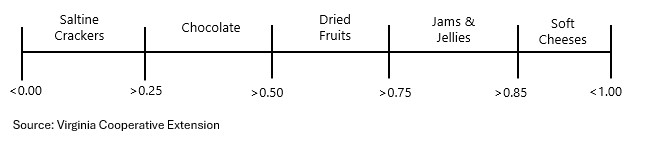 Saltine
Crackers
Chocolate
Dried
Fruits
Jams &
Jellies
Soft
Cheeses
<0.00
>0.25
>0.50
>0.75
>0.85
<1.00
Source: Virginia Cooperative Extension